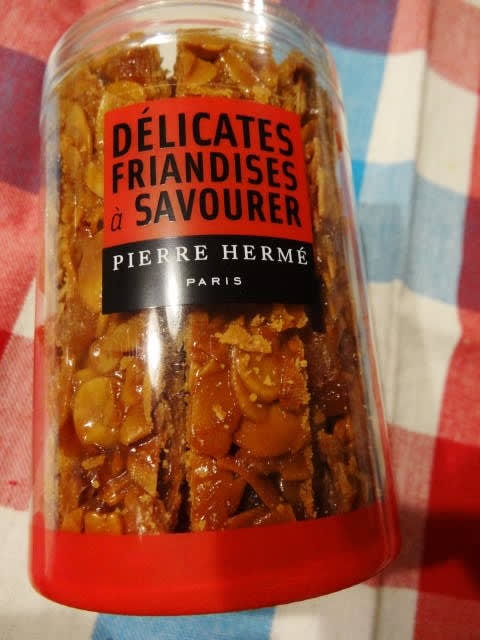 DÉLICATES
FRIANDISES
à SAVOURER
PIERRE HERMÉ
PARIS